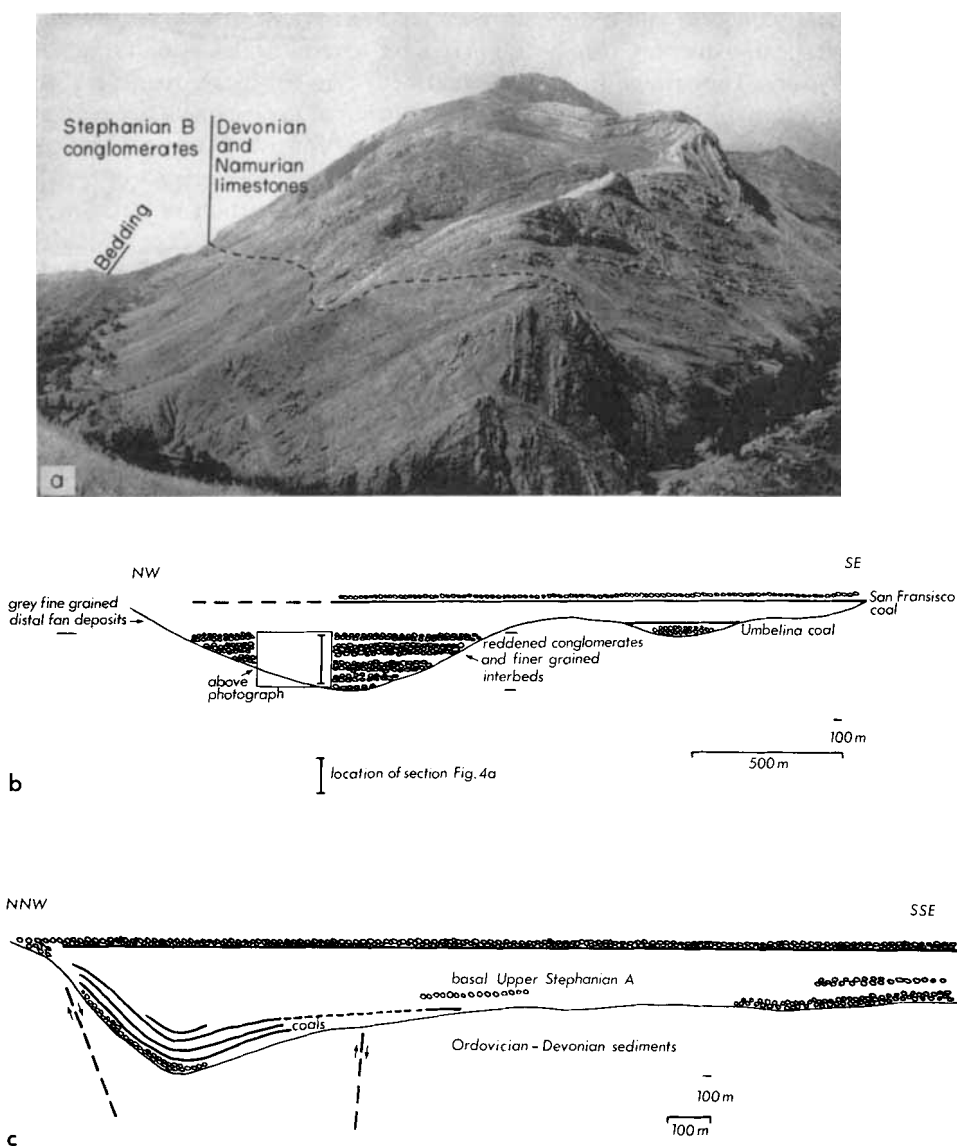 Stephanian B
conglomerates
Devonian
and
Namurian
limestones
Bedding
a
NW
SE
grey fine grained
distal fan deposits
San Fransisco
coal
Umbelina coal
reddened conglomerates
and finer grained
interbeds
above
photograph
100 m
500 m
location of section Fig. 4a
b
NNW
SSE
basal Upper Stephanian A
coals
Ordovician – Devonian sediments
100 m
100 m
c